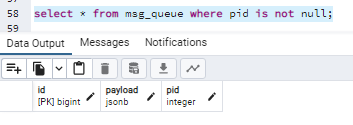 58 select * from msg_queue where pid is not null;
59
Data Output Messages Notifications
id payload pid
[PK] bigint jsonb integer